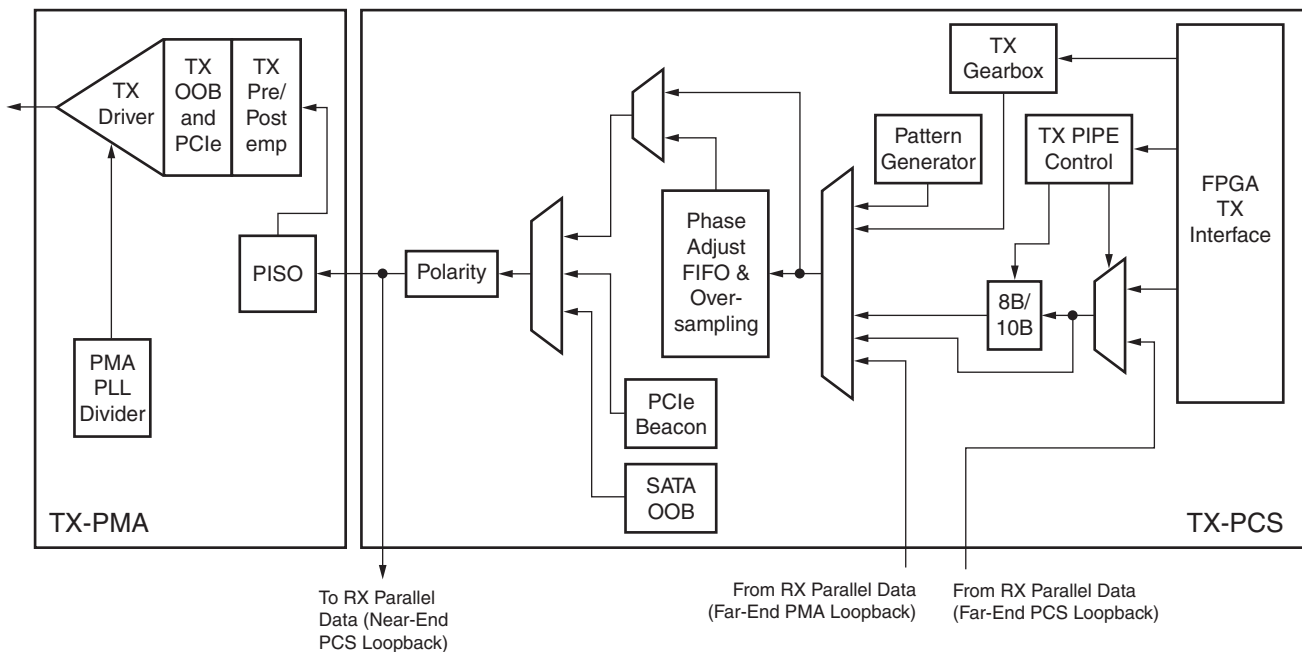 TX
Driver
TX
OOB
and
PCIe
TX
Pre/
Post
emp
PISO
PMA
PLL
Divider
TX-PMA
Polarity
Phase
Adjust
FIFO &
Over-
sampling
PCIe
Beacon
SATA
OOB
Pattern
Generator
TX
Gearbox
TX PIPE
Control
8B/
10B
FPGA
TX
Interface
TX-PCS
To RX Parallel
Data (Near-End
PCS Loopback)
From RX Parallel Data
(Far-End PMA Loopback)
From RX Parallel Data
(Far-End PCS Loopback)